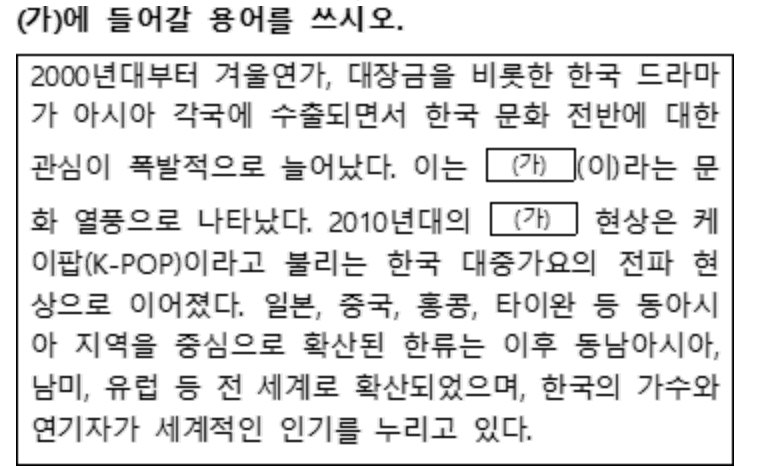 (가)에 들어갈 용어를 쓰시오.
2000년대부터 겨울연가, 대장금을 비롯한 한국 드라마
가 아시아 각국에 수출되면서 한국 문화 전반에 대한
관심이 폭발적으로 늘어났다. 이는 (가) (이)라는 문
화 열풍으로 나타났다. 2010년대의 (가) 현상은 케
이팝(K-POP)이라고 불리는 한국 대중가요의 전파 현
상으로 이어졌다. 일본, 중국, 홍콩, 타이완 등 동아시
아 지역을 중심으로 확산된 한류는 이후 동남아시아,
남미, 유럽 등 전 세계로 확산되었으며, 한국의 가수와
연기자가 세계적인 인기를 누리고 있다.